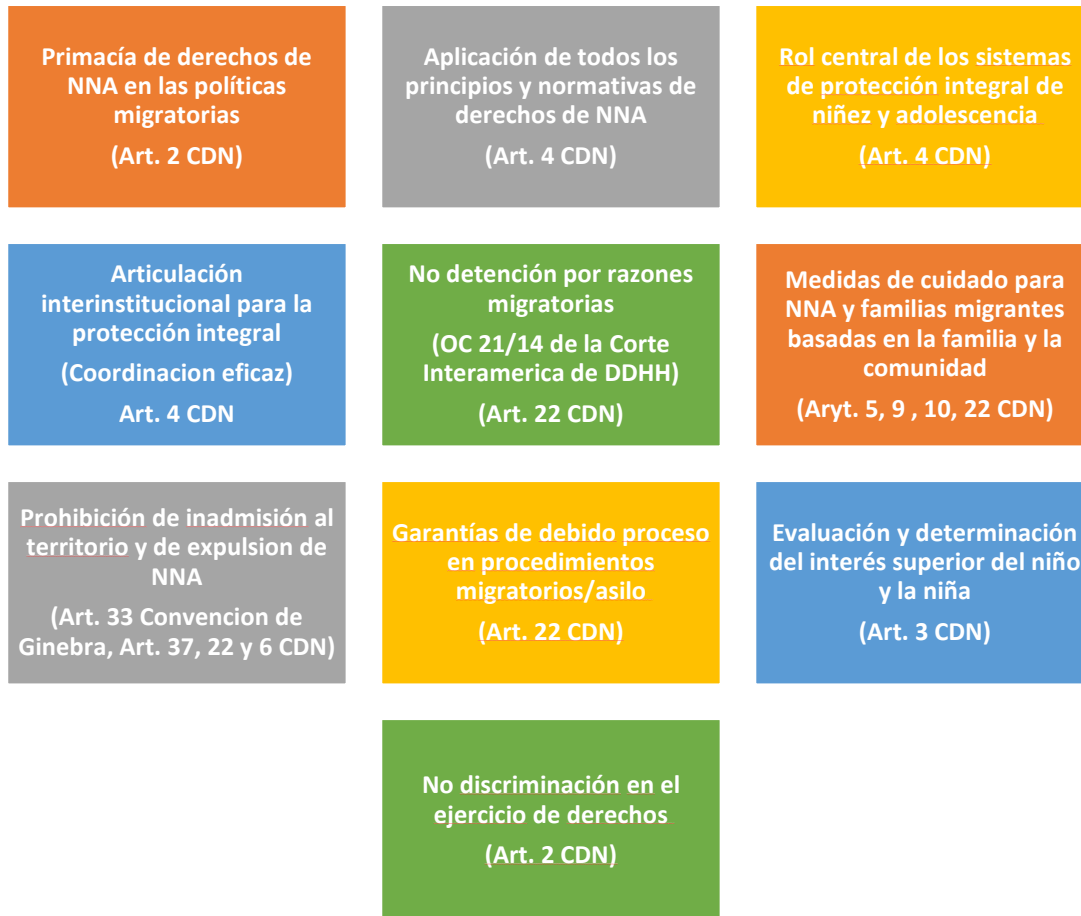 Primacía de derechos de
NNA en las políticas
migratorias
(Art. 2 CDN)
Aplicación de todos los
principios y normativas de
derechos de NNA
(Art. 4 CDN)
Rol central de los sistemas
de protección integral de
niñez y adolescencia
(Art. 4 CDN)
Articulación
interinstitucional para la
protección integral
(Coordinacion eficaz)
Art. 4 CDN
No detención por razones
migratorias
(OC 21/14 de la Corte
Interamerica de DDHH)
(Art. 22 CDN)
Medidas de cuidado para
NNA y familias migrantes
basadas en la familia y la
comunidad
(Aryt. 5, 9 , 10, 22 CDN)
Prohibición de inadmisión al
territorio y de expulsion de
NNA
(Art. 33 Convencion de
Ginebra, Art. 37, 22 y 6 CDN)
Garantías de debido proceso
en procedimientos
migratorios/asilo
(Art. 22 CDN)
Evaluación y determinación
del interés superior del niño
y la niña
(Art. 3 CDN)
No discriminación en el
ejercicio de derechos
(Art. 2 CDN)